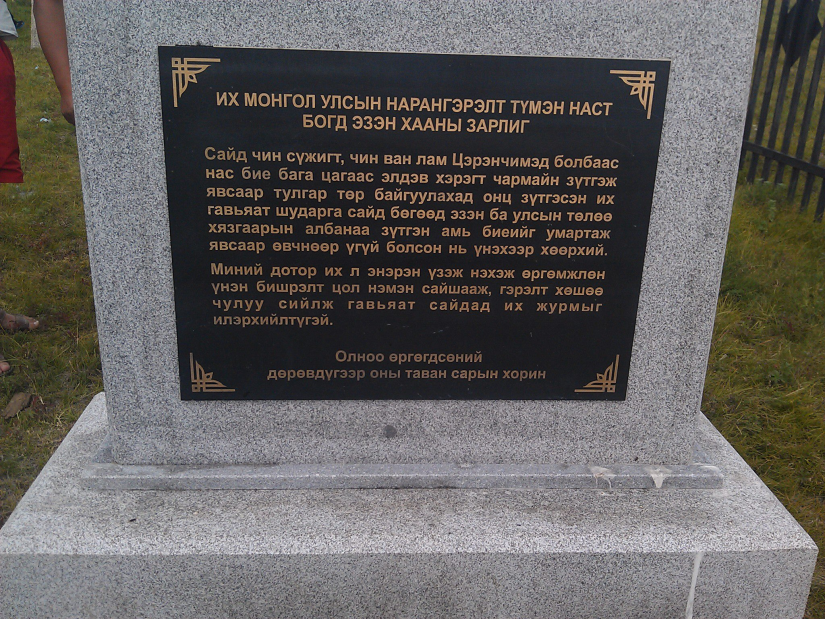 ИХ МОНГОЛ УЛСЫН НАРАНГЭРЭЛТ ТҮМЭН НАСТ
БОГД ЭЗЭН ХААНЫ ЗАРЛИГ
Сайд чин сүжигт, чин ван лам Цэрэнчимэд болбаас
нас бие бага цагаас элдэв хэрэгт чармайн зүтгэж
явсаар тулгар төр байгуулахад онц зүтгэсэн их
гавьяат шударга сайд бөгөөд эзэн ба улсын төлөө
хязгаарын албанаа зүтгэн амь биеийг умартаж
явсаар өвчнөөр үгүй болсон нь үнэхээр хөөрхий.
Миний дотор их л энэрэн үзэж нэхэж өргөмжлөн
үнэн бишрэлт цол нэмэн сайшааж, гэрэлт хөшөө
чулуу сийлж гавьяат сайдад их журмыг
илэрхийлтүгэй.
Олноо өргөгдсөний
дөрөвдүгээр оны таван сарын хорин